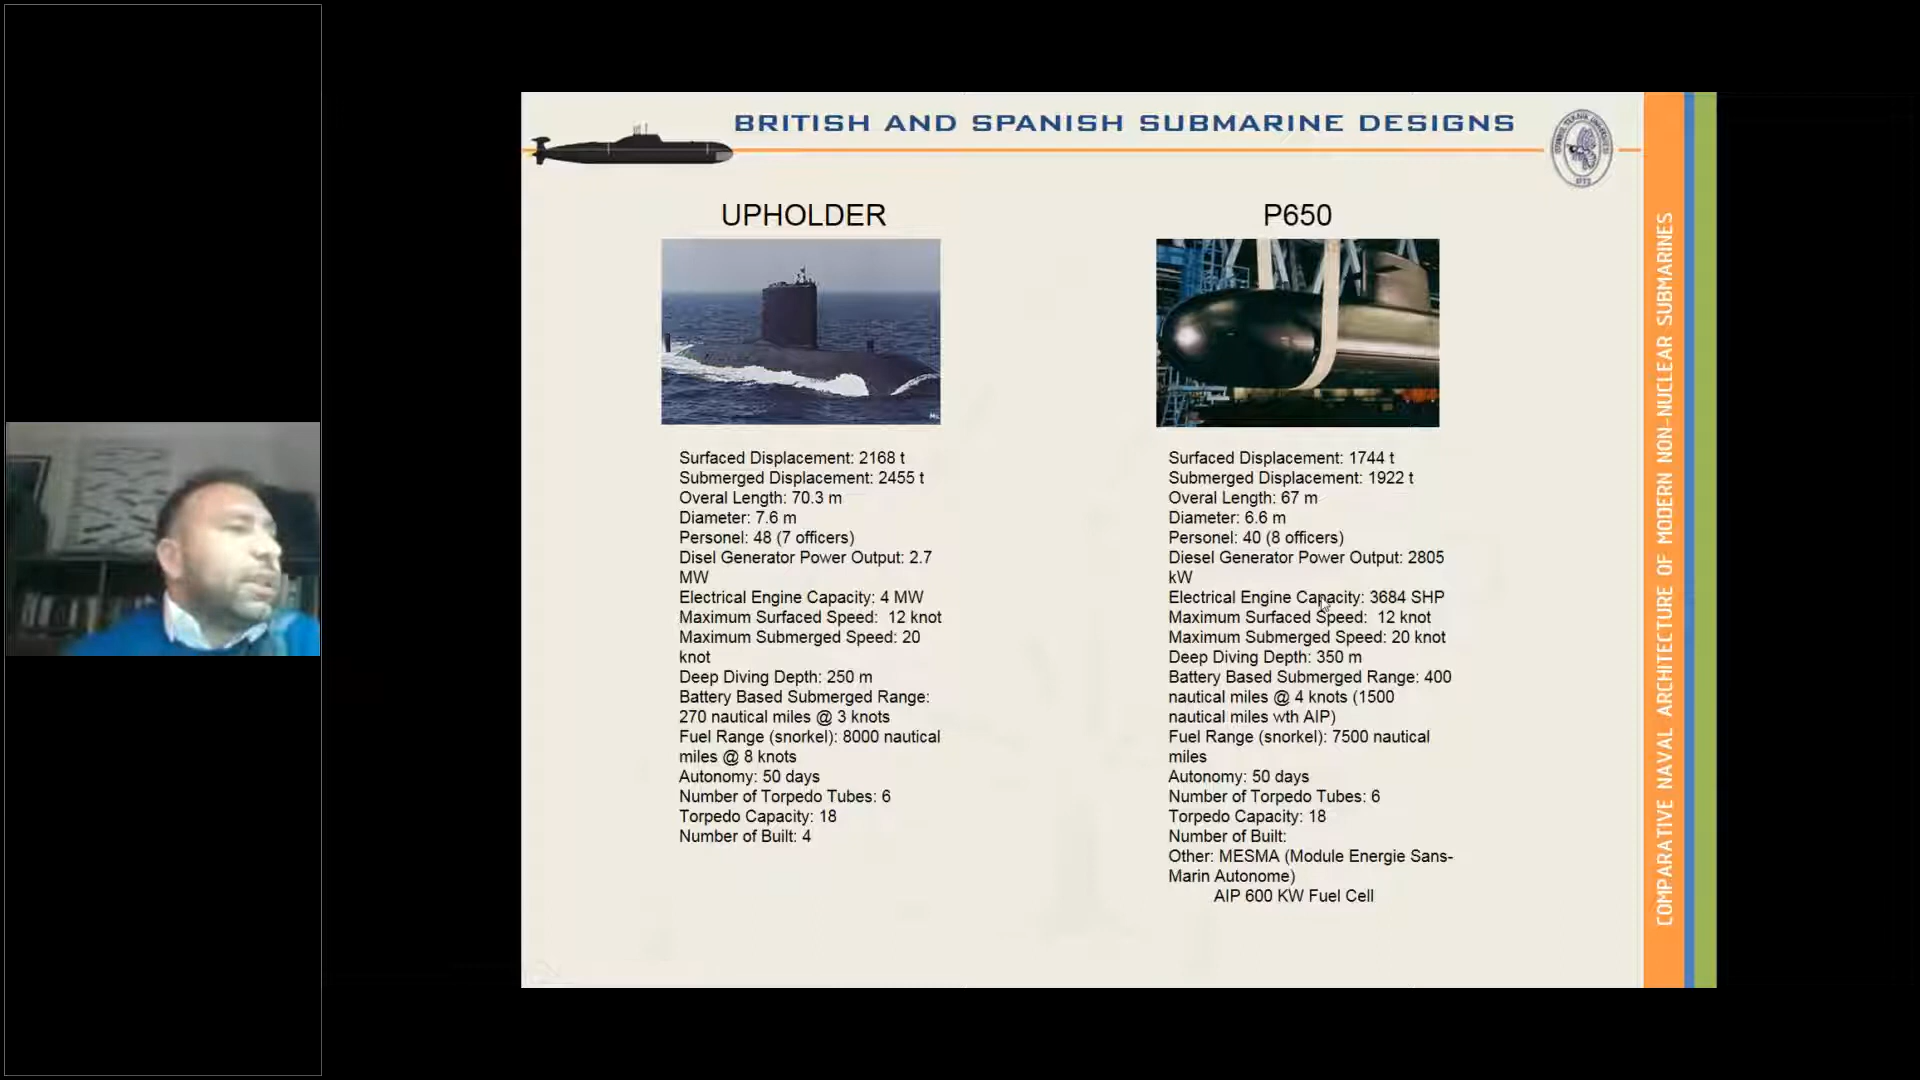 BRITISH AND SPANISH SUBMARINE DESIGNS
UPHOLDER
Surfaced Displacement: 2168 t
Submerged Displacement: 2455 t
Overal Length: 70.3 m
Diameter: 7.6 m
Personel: 48 (7 officers)
Disel Generator Power Output: 2.7
MW
Electrical Engine Capacity: 4 MW
Maximum Surfaced Speed: 12 knot
Maximum Submerged Speed: 20
knot
Deep Diving Depth: 250 m
Battery Based Submerged Range:
270 nautical miles @ 3 knots
Fuel Range (snorkel): 8000 nautical
miles @ 8 knots
Autonomy: 50 days
Number of Torpedo Tubes: 6
Torpedo Capacity: 18
Number of Built: 4
P650
Surfaced Displacement: 1744 t
Submerged Displacement: 1922 t
Overal Length: 67 m
Diameter: 6.6 m
Personel: 40 (8 officers)
Diesel Generator Power Output: 2805
kW
Electrical Engine Capacity: 3684 SHP
Maximum Surfaced Speed: 12 knot
Maximum Submerged Speed: 20 knot
Deep Diving Depth: 350 m
Battery Based Submerged Range: 400
nautical miles @ 4 knots (1500
nautical miles wth AIP)
Fuel Range (snorkel): 7500 nautical
miles
Autonomy: 50 days
Number of Torpedo Tubes: 6
Torpedo Capacity: 18
Number of Built:
Other: MESMA (Module Energie Sans-
Marin Autonome)
AIP 600 KW Fuel Cell
COMPARATIVE NAVAL ARCHITECTURE OF MODERN NON-NUCLEAR SUBMARINES